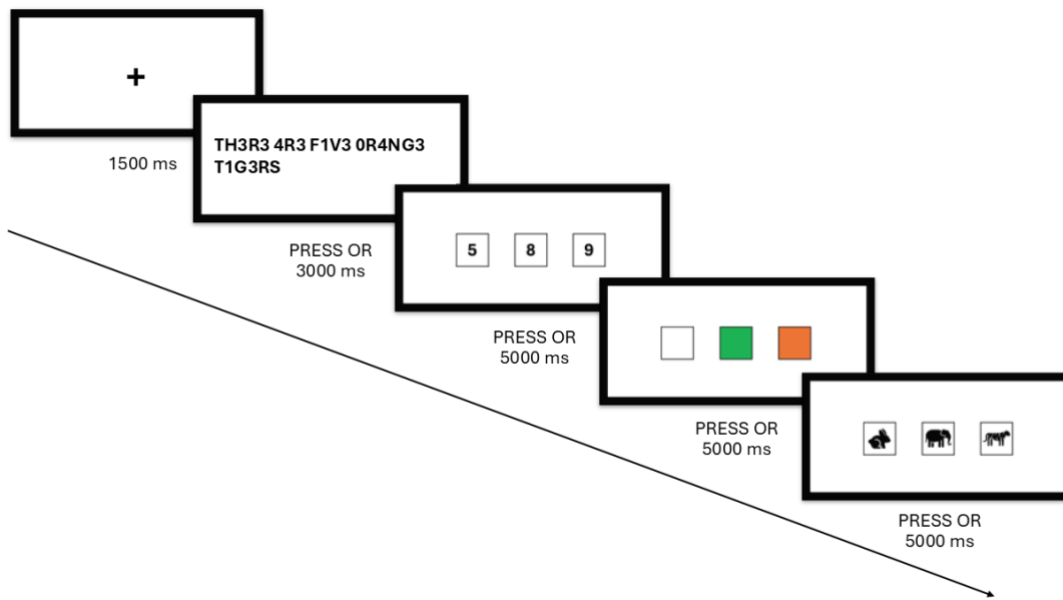 +
1500 ms
TH3R3 4R3 F1V3 0R4NG3
T1G3RS
PRESS OR
3000 ms
5 8 9
PRESS OR
5000 ms
PRESS OR
5000 ms
PRESS OR
5000 ms